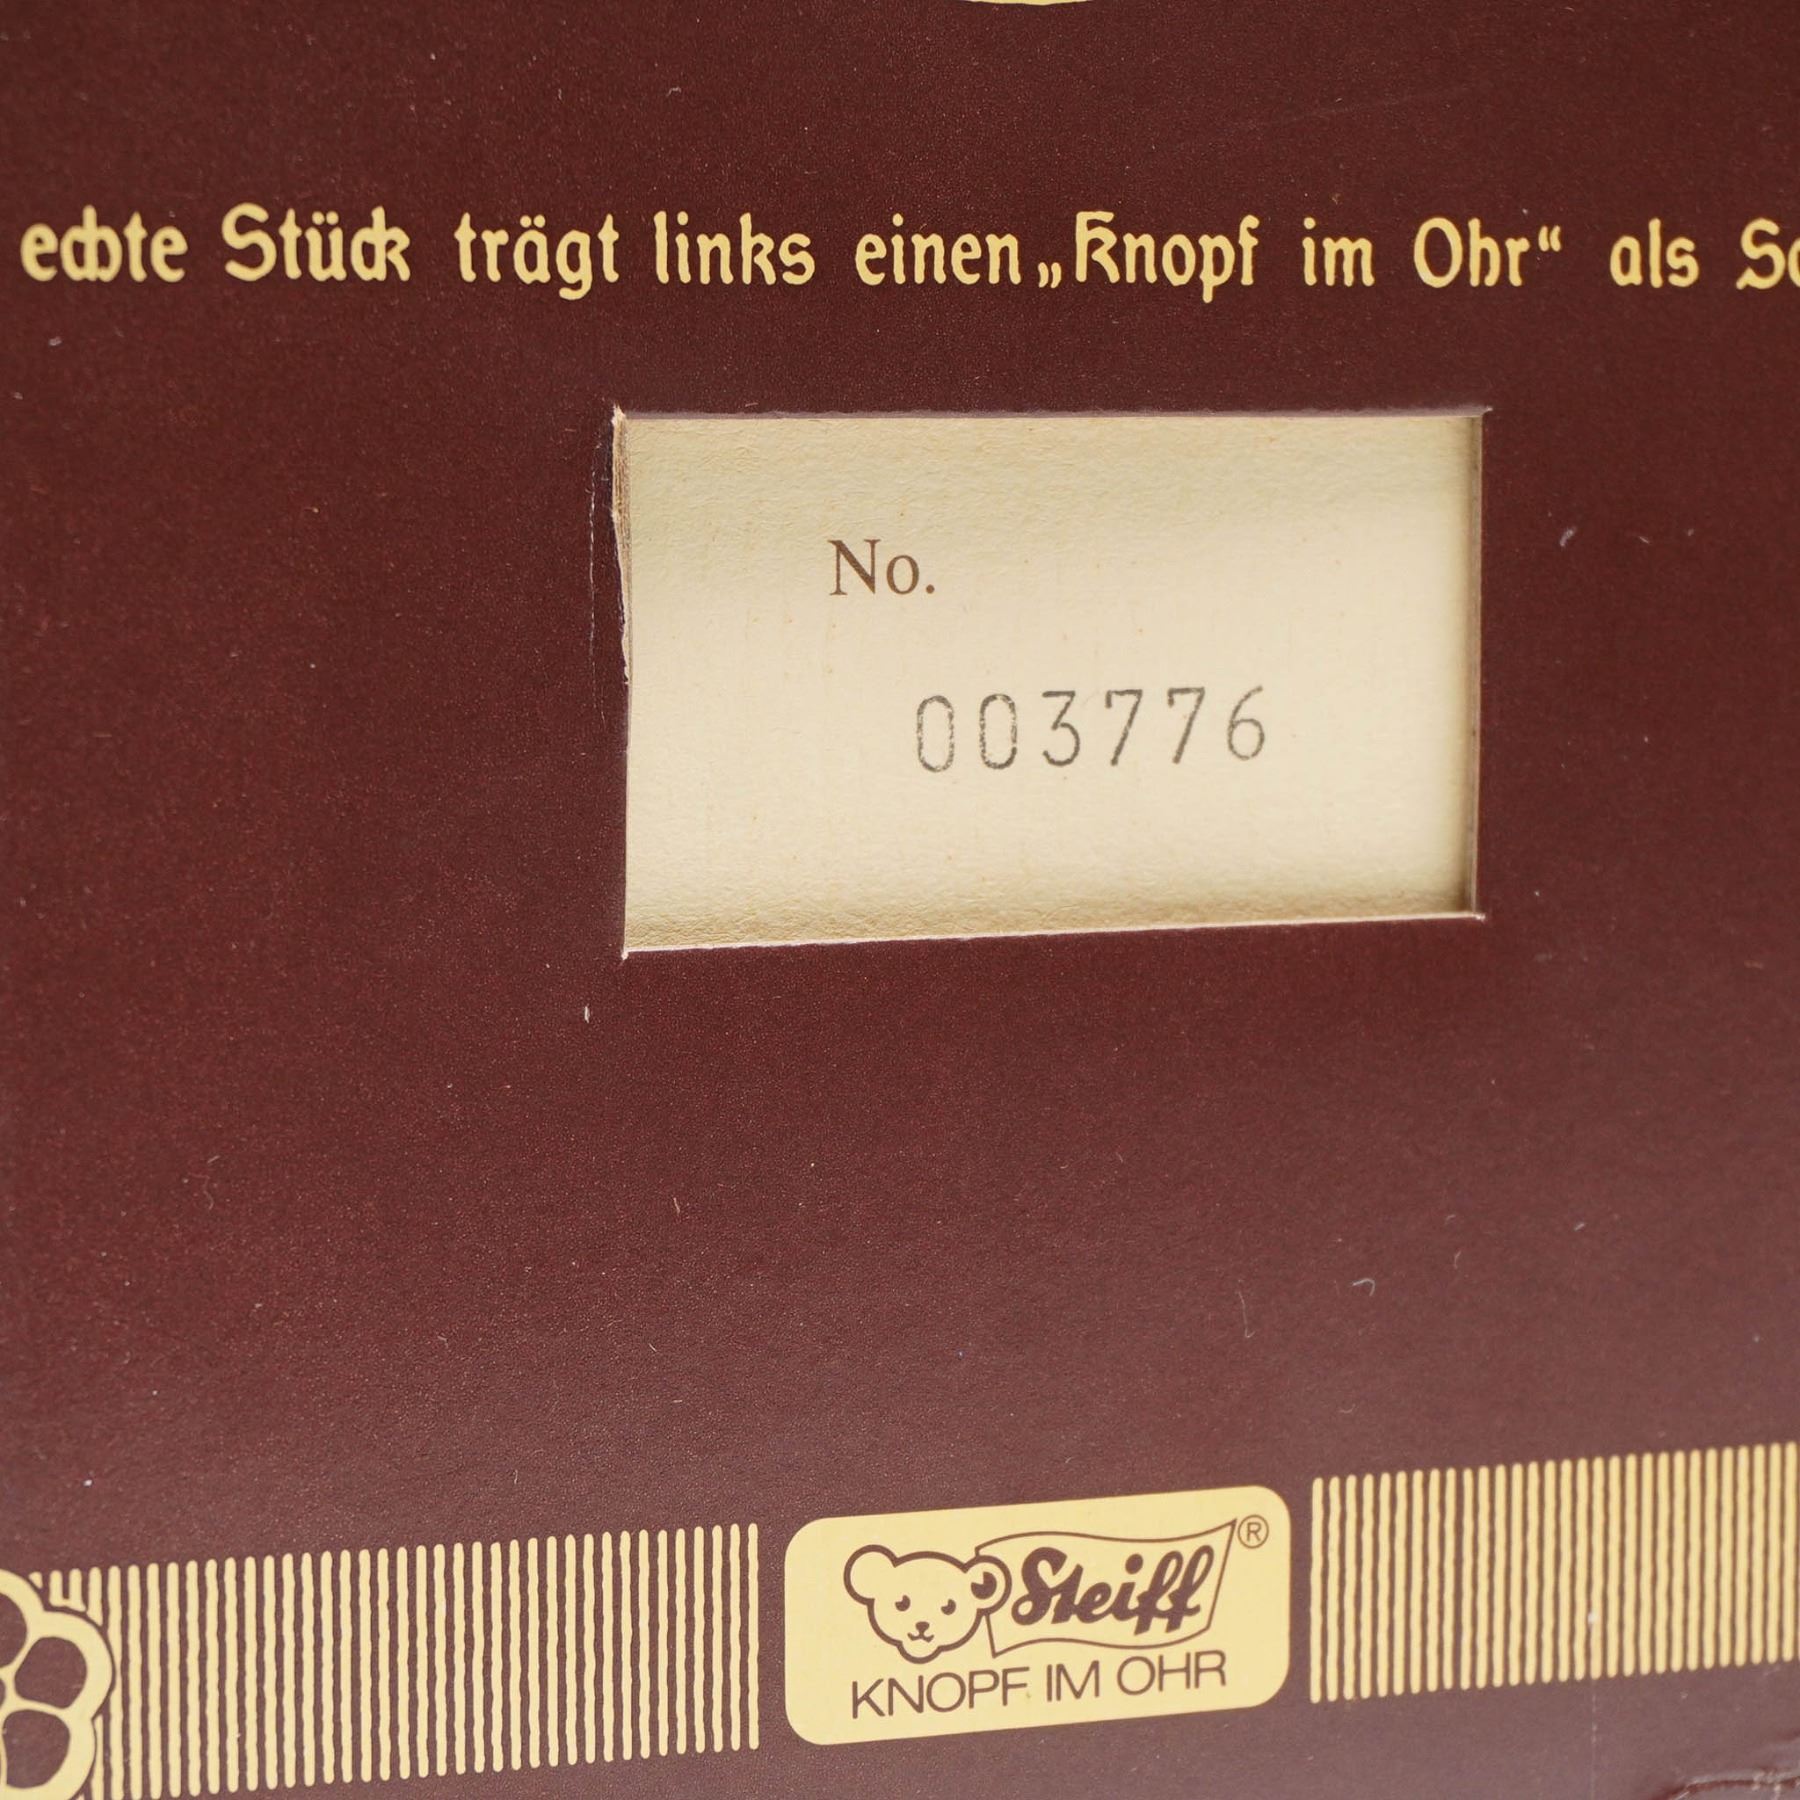 echte Stück trägt links einen „Knopf im Ohr“ als
No.
003776
Steiff ®
KNOPF IM OHR